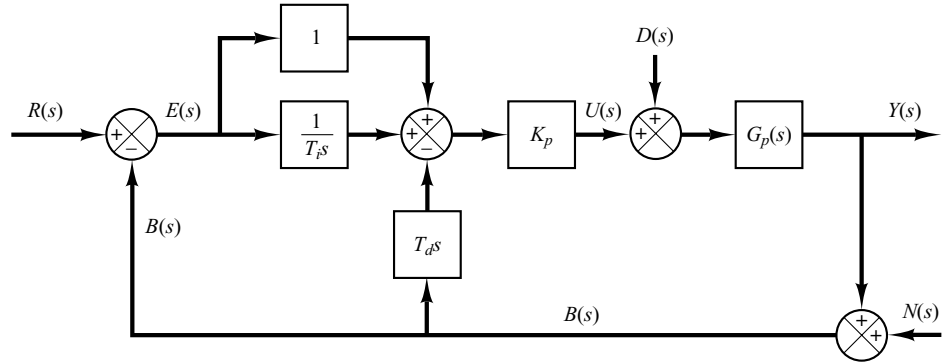 1
D(s)
R(s)
+
−
E(s)
1
T_i s
+
+
−
K_p
U(s)
+
+
G_p(s)
Y(s)
B(s)
T_d s
B(s)
+
+
N(s)